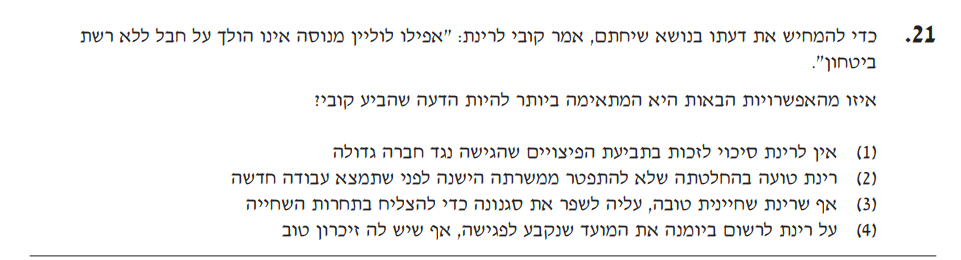 21. כדי להמחיש את דעתו בנושא שיחתם, אמר קובי לרינת: "אפילו לוליין מנוסה אינו הולך על חבל ללא רשת
ביטחון".
איזו מהאפשרויות הבאות היא המתאימה ביותר להיות הדעה שהביע קובי?
(1) אין לרינת סיכוי לזכות בתביעת הפיצויים שהגישה נגד חברה גדולה
(2) רינת טועה בהחלטתה שלא להתפטר ממשרתה הישנה לפני שתמצא עבודה חדשה
(3) אף שרינת שחיינית טובה, עליה לשפר את סגנונה כדי להצליח בתחרות השחייה
(4) על רינת לרשום ביומנה את המועד שנקבע לפגישה, אף שיש לה זיכרון טוב